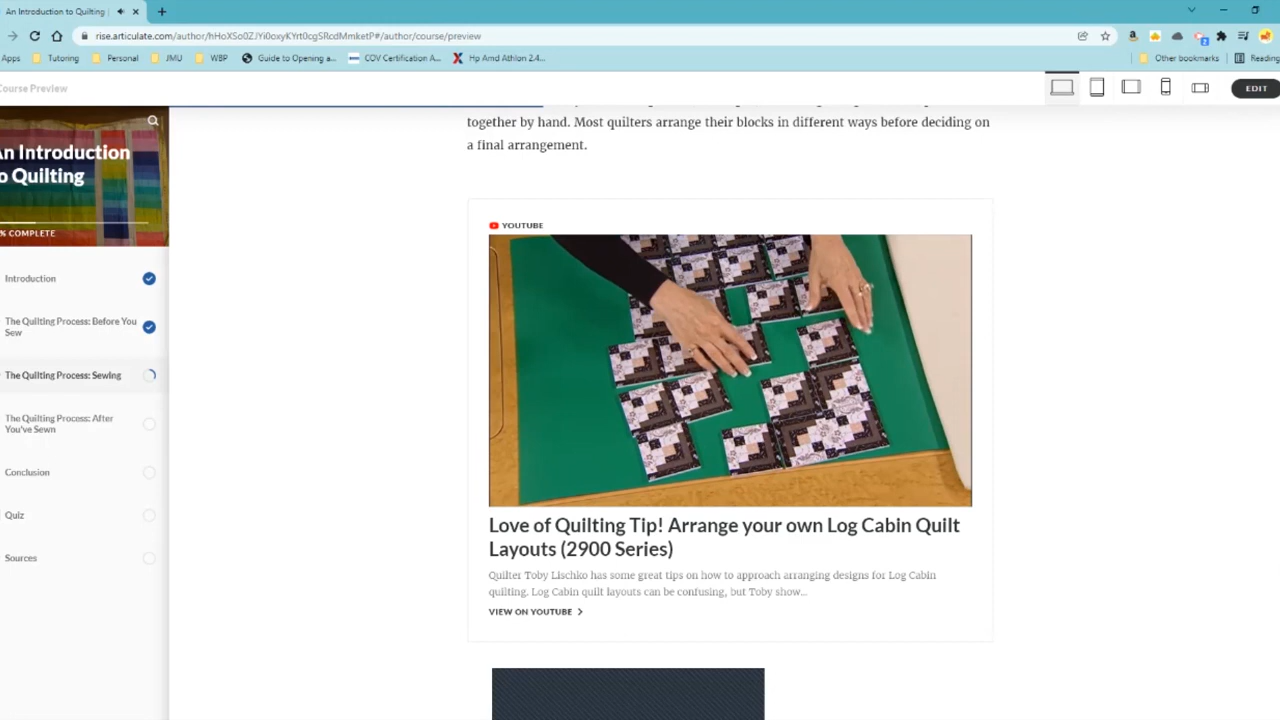 An Introduction to Quilting
rise.articulate.com/author/hHoXSo0ZJYi0oxyKYrt0cgSRcdMmketP#/author/course/preview
Apps
Tutoring
Personal
JMU
WBP
Guide to Opening a...
COV Certification A...
Hp Amd Athlon 2.4...
Other bookmarks
Reading
Course Preview
EDIT
An Introduction
to Quilting
% COMPLETE
Introduction
The Quilting Process: Before You
Sew
The Quilting Process: Sewing
The Quilting Process: After
You've Sewn
Conclusion
Quiz
Sources
together by hand. Most quilters arrange their blocks in different ways before deciding on
a final arrangement.
YOUTUBE
Love of Quilting Tip! Arrange your own Log Cabin Quilt
Layouts (2900 Series)
Quilter Toby Lischko has some great tips on how to approach arranging designs for Log Cabin
quilting. Log Cabin quilt layouts can be confusing, but Toby show...
VIEW ON YOUTUBE